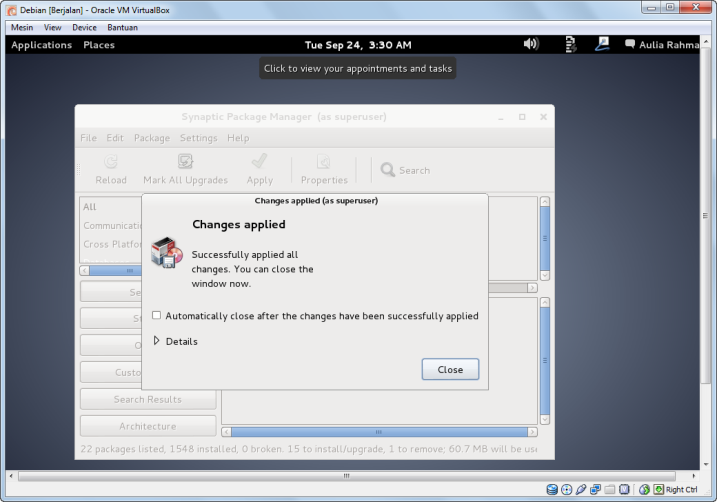 Debian [Berjalan] - Oracle VM VirtualBox
Mesin View Device Bantuan
Applications Places Tue Sep 24, 3:30 AM Aulia Rahma
Click to view your appointments and tasks
Synaptic Package Manager (as superuser)
File Edit Package Settings Help
Reload Mark All Upgrades Apply Properties Search
Changes applied (as superuser)
All
Communicatio
Cross Platfor
Changes applied
Successfully applied all
changes. You can close the
window now.
Se
Automatically close after the changes have been successfully applied
St
Details
O
Custo
Close
Search Results
Architecture
22 packages listed, 1548 installed, 0 broken. 15 to install/upgrade, 1 to remove; 60.7 MB will be use
Right Ctrl